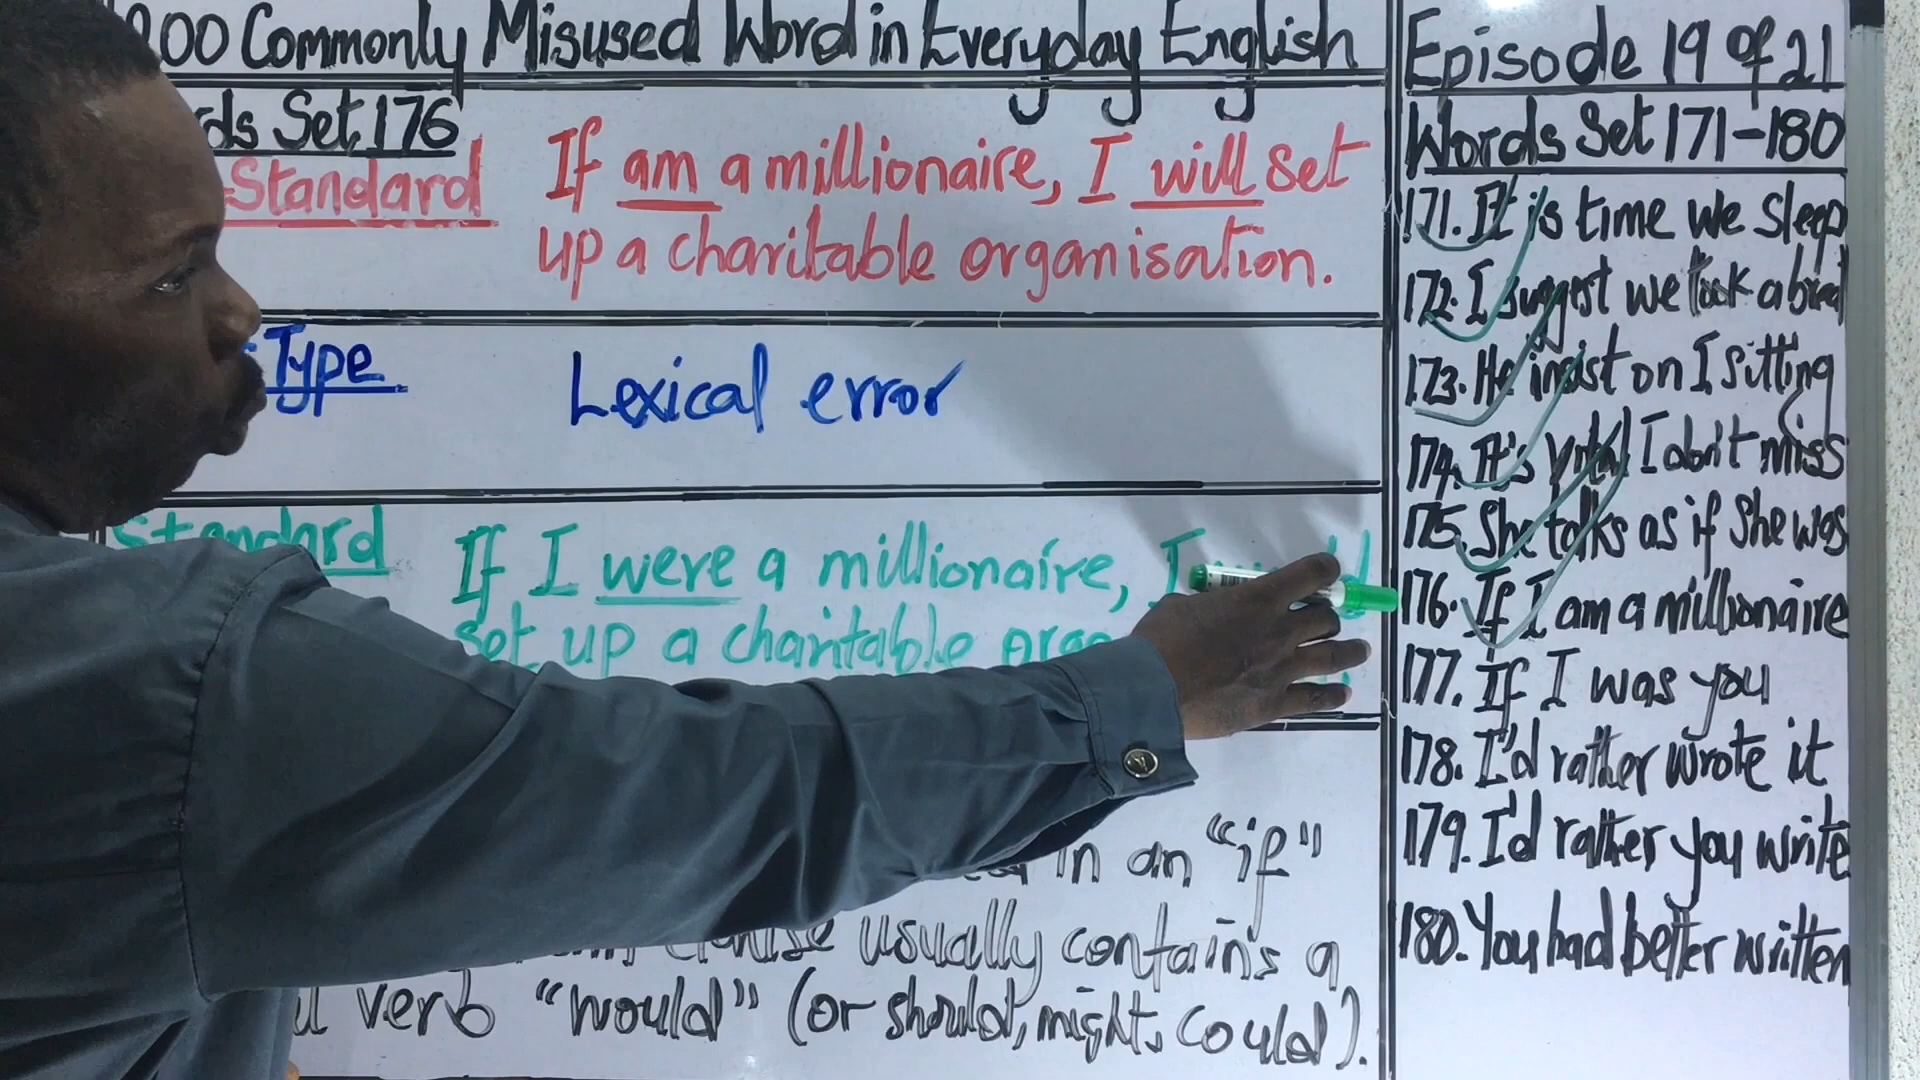 200 Commonly Misused Word in Everyday English
Words Set 176
Standard
If am a millionaire, I will set
up a charitable organisation.
Type
Lexical error
Standard
If I were a millionaire, I
set up a charitable
in an "if"
usually contains a
verb "would" (or should, might, could).
Episode 19 of 21
Words Set 171-180
171. It is time we sleep
172. I suggest we took a break
173. He insist on I sitting
174. It's vital I don't miss
175. She talks as if she was
176. If I am a millionaire
177. If I was you
178. I'd rather wrote it
179. I'd rather you write
180. You had better written